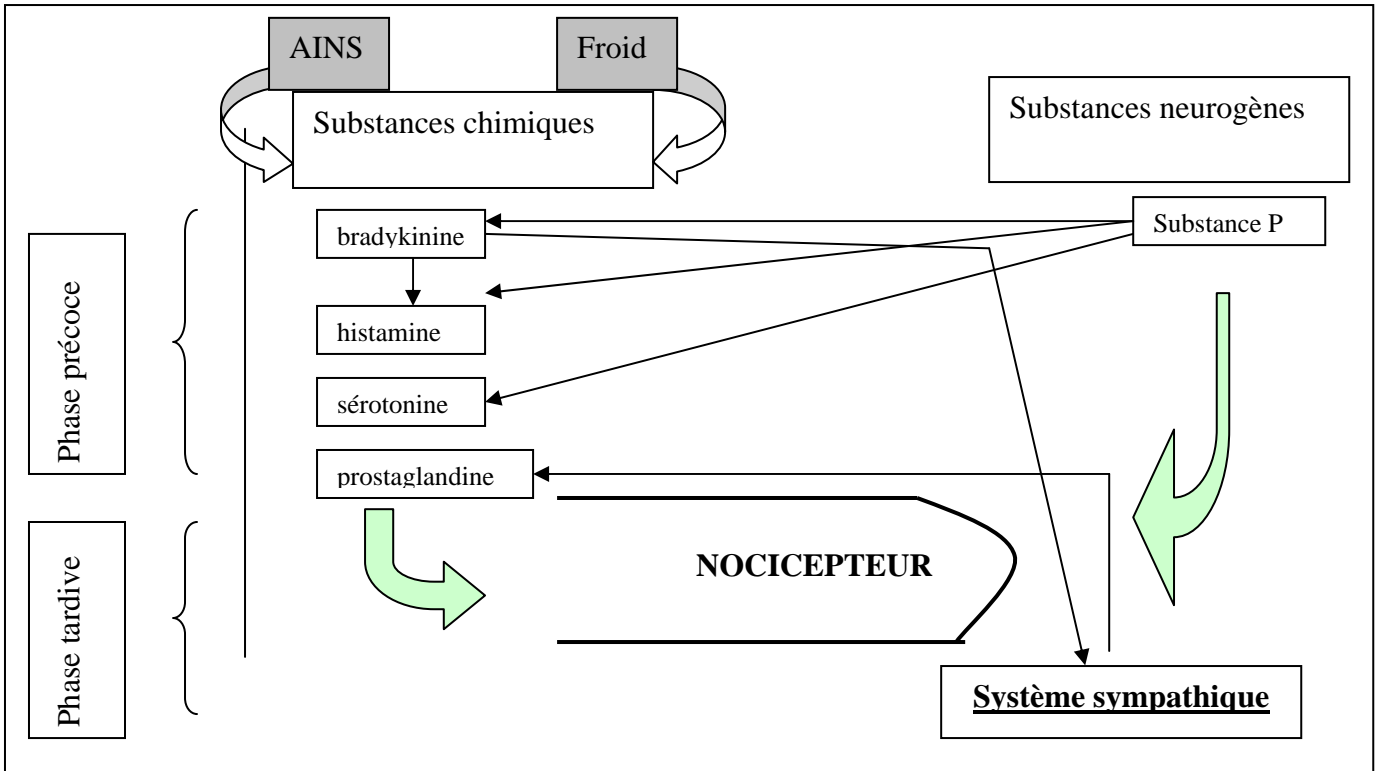 AINS
Froid
Substances chimiques
Substances neurogènes
bradykinine
Substance P
histamine
sérotonine
prostaglandine
Phase précoce
NOCICEPTEUR
Phase tardive
Système sympathique